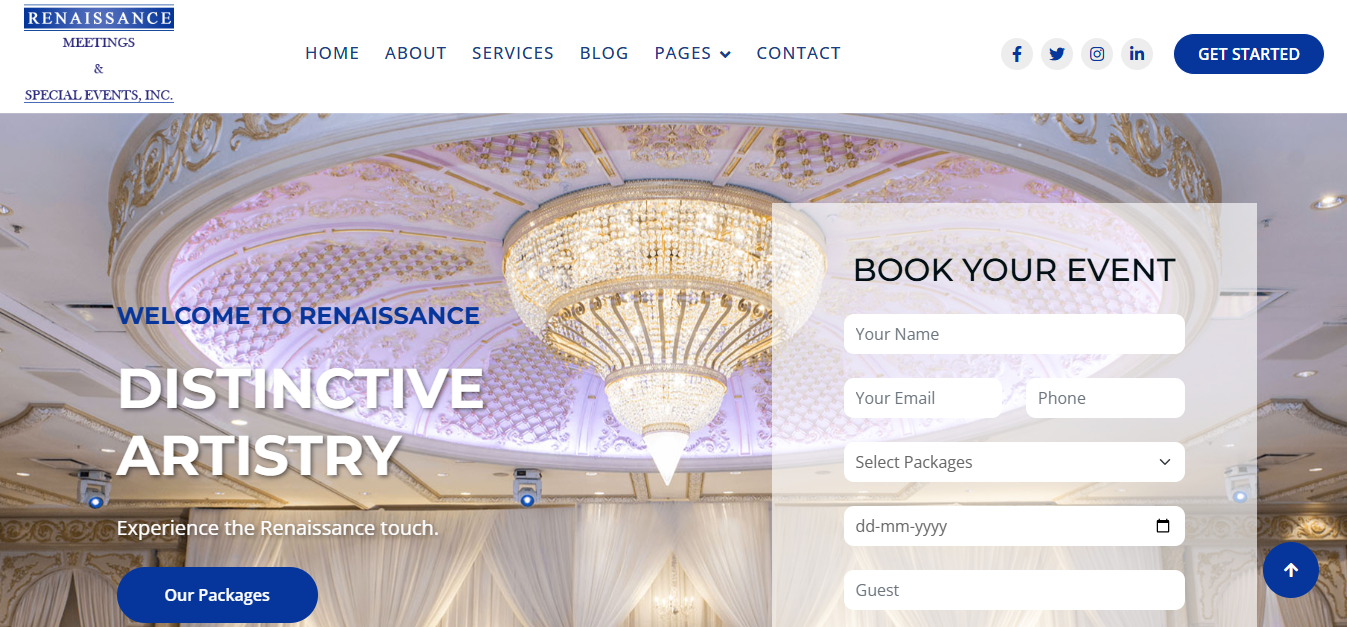 RENAISSANCE
MEETINGS
&
SPECIAL EVENTS, INC.
HOME ABOUT SERVICES BLOG PAGES CONTACT
GET STARTED
WELCOME TO RENAISSANCE
DISTINCTIVE
ARTISTRY
Experience the Renaissance touch.
Our Packages
BOOK YOUR EVENT
Your Name
Your Email Phone
Select Packages
dd-mm-yyyy
Guest